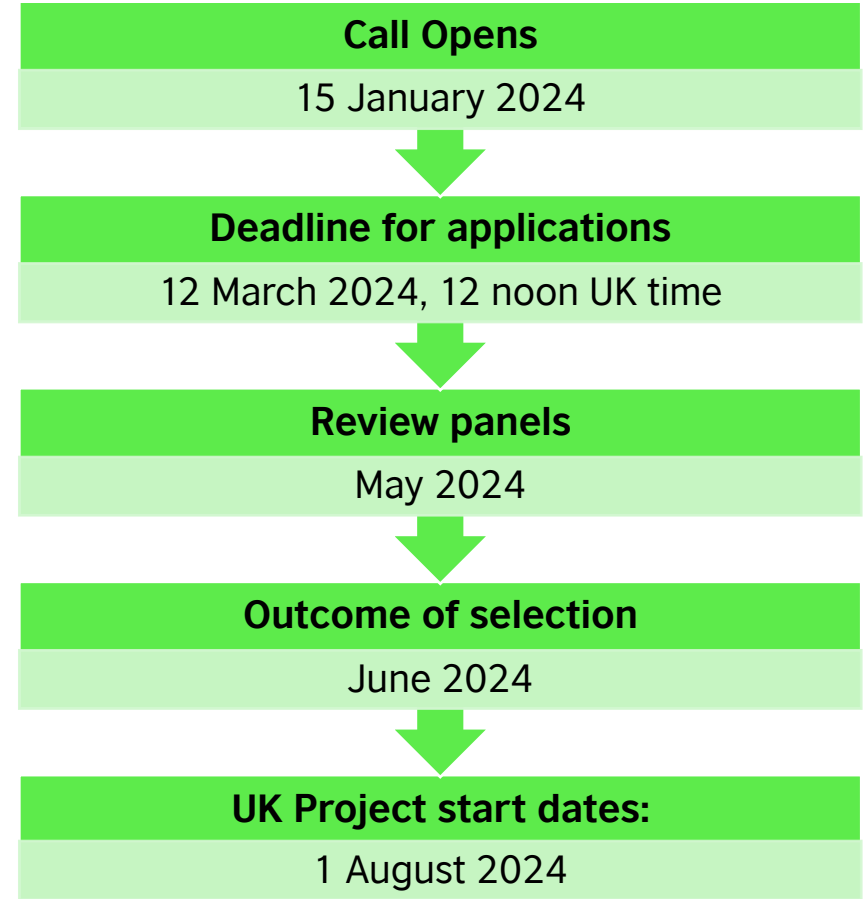 Call Opens
15 January 2024
Deadline for applications
12 March 2024, 12 noon UK time
Review panels
May 2024
Outcome of selection
June 2024
UK Project start dates:
1 August 2024